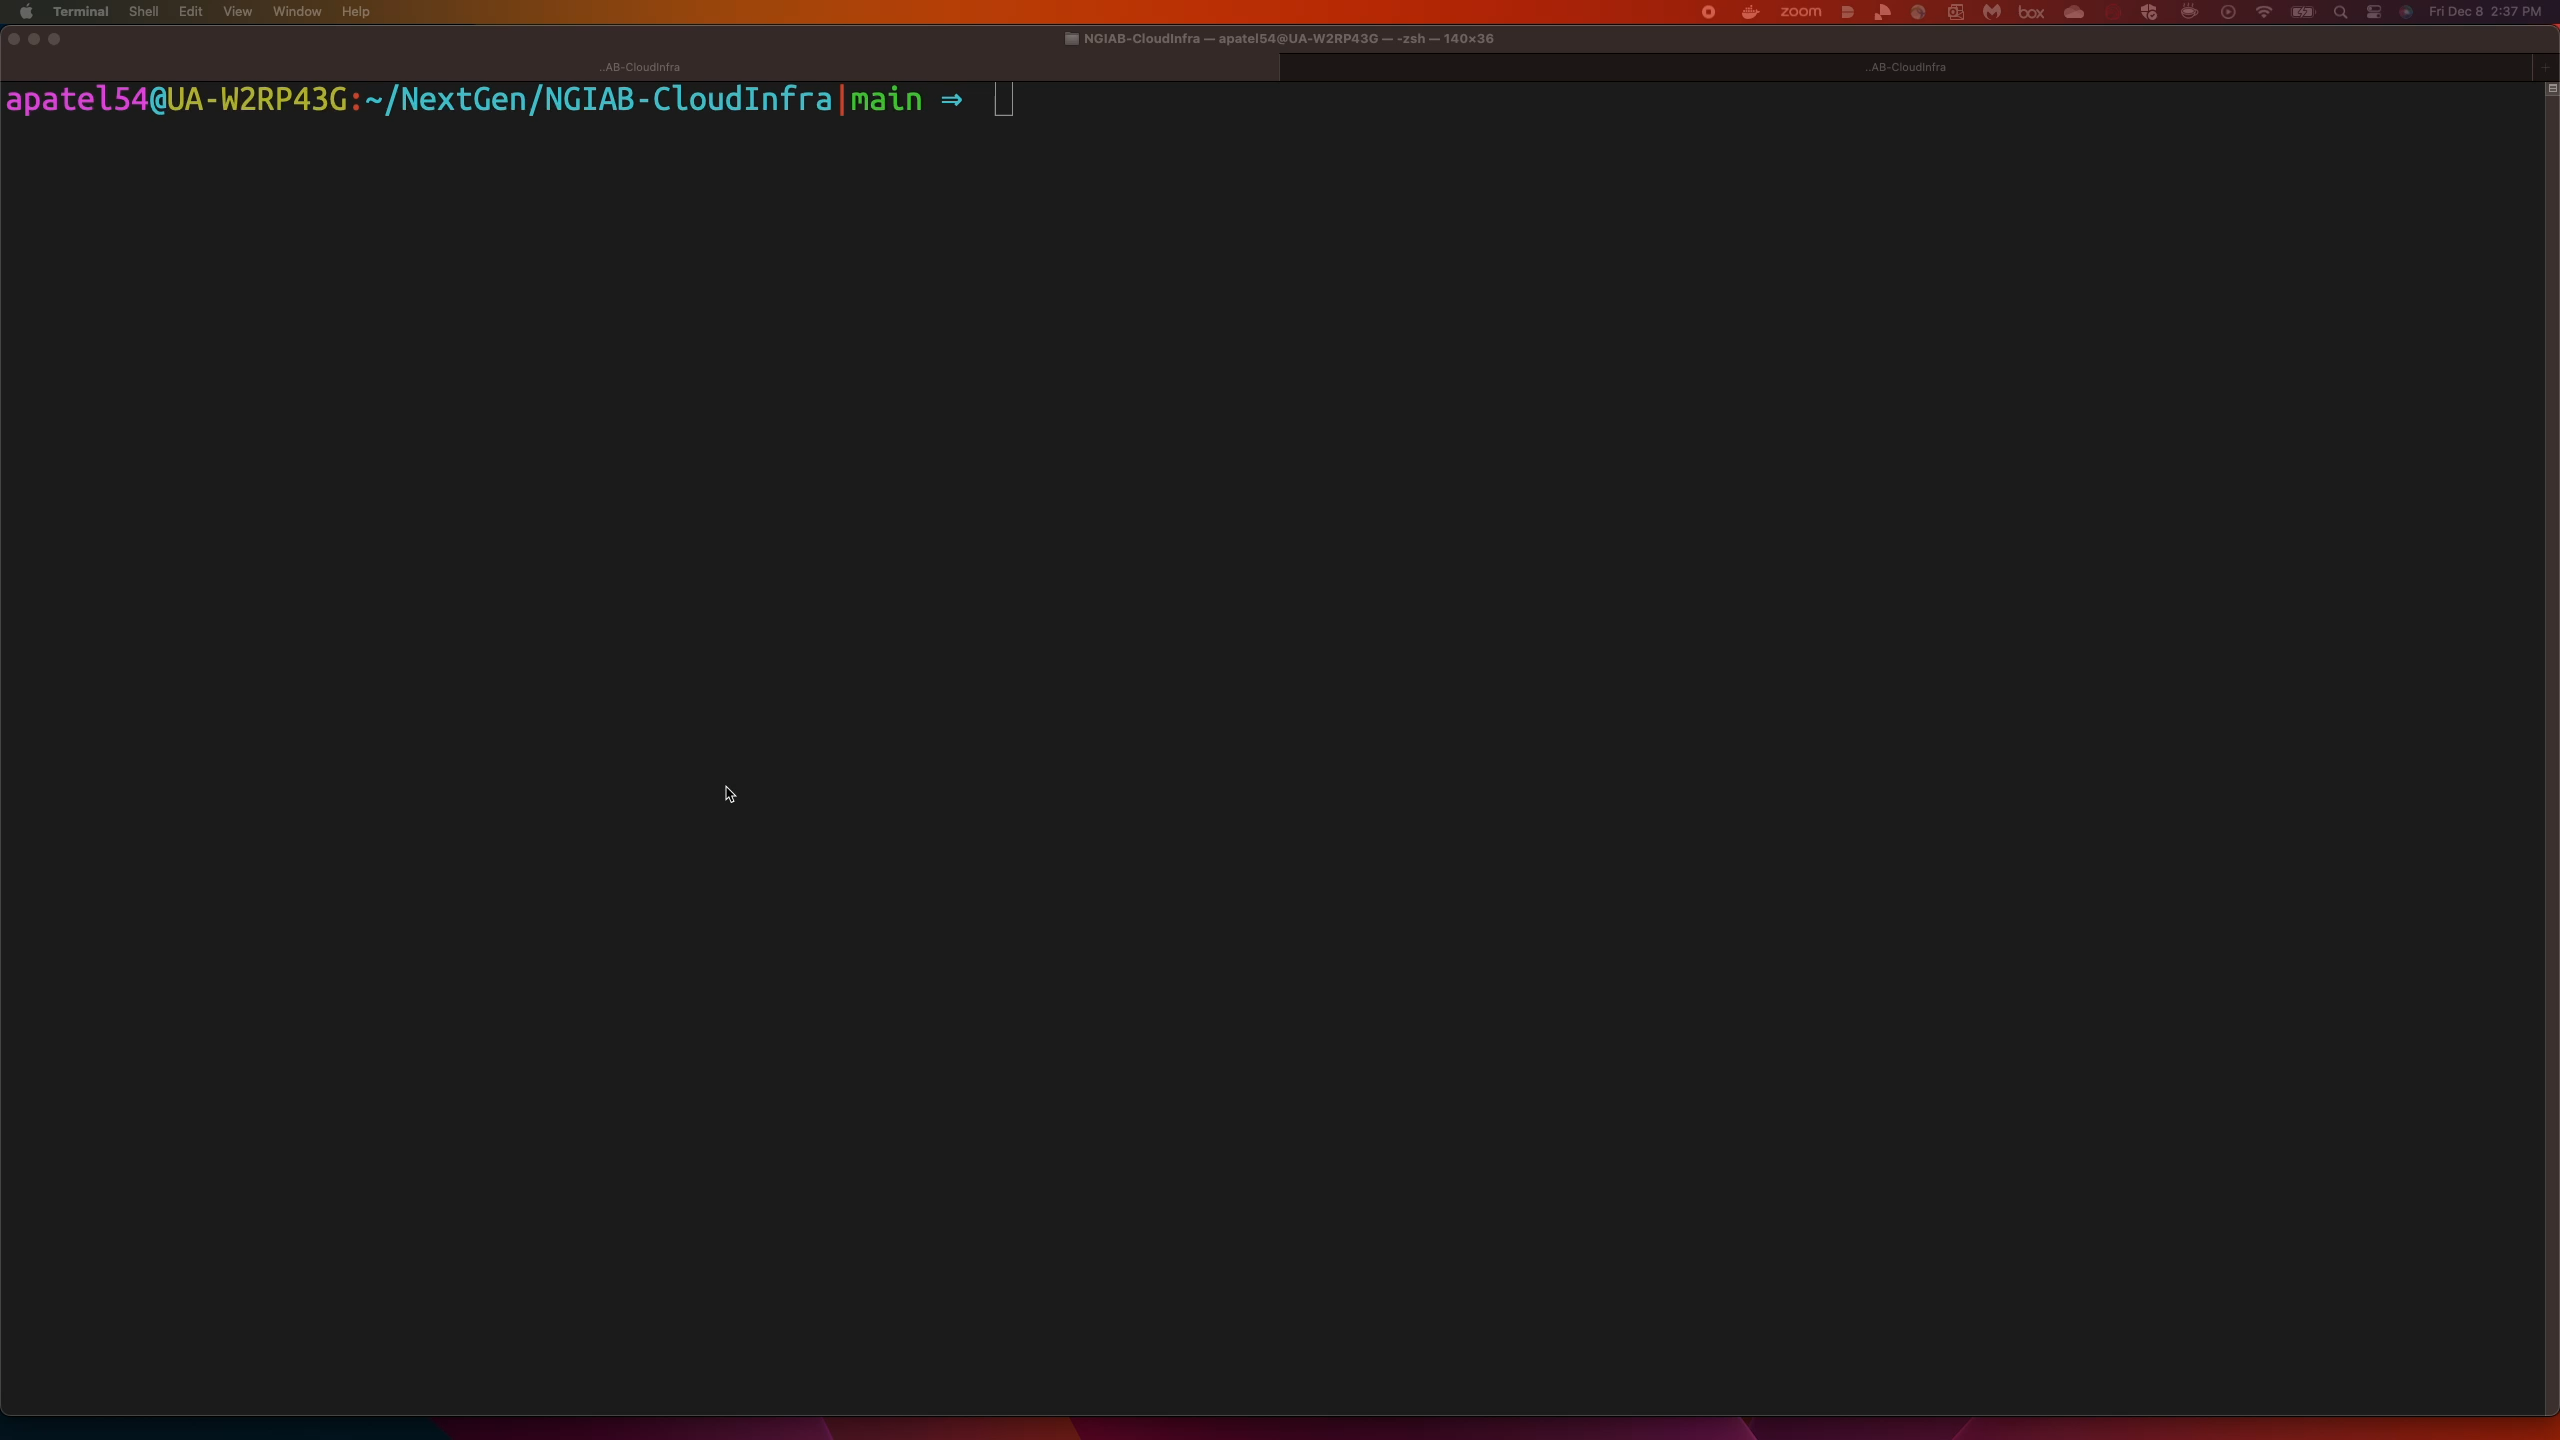 Terminal Shell Edit View Window Help zoom box Fri Dec 8 2:37 PM
NGIAB-CloudInfra — apatel54@UA-W2RP43G — -zsh — 140×36
..AB-CloudInfra ..AB-CloudInfra +
apatel54@UA-W2RP43G:~/NextGen/NGIAB-CloudInfra|main ⇒